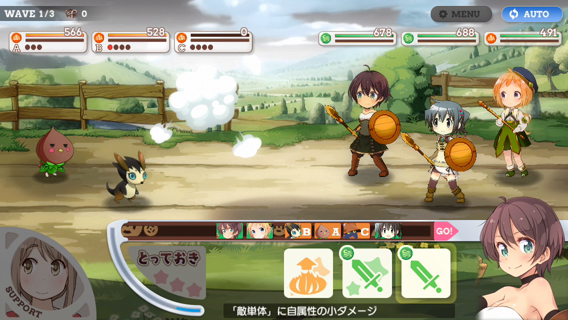 WAVE 1/3 0
MENU
AUTO
566
528
0
678
688
491
A
B
C
B A C GO!
とっておき
SUPPORT
「敵単体」に自属性の小ダメージ